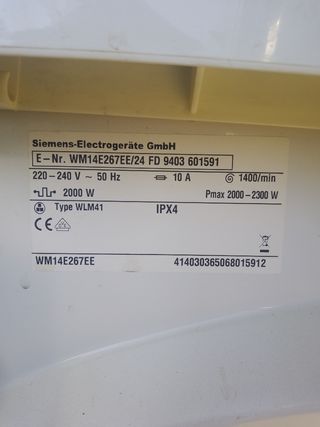 Siemens-Electrogeräte GmbH
E-Nr. WM14E267EE/24 FD 9403 601591
220-240 V ~ 50 Hz 10 A 1400/min
2000 W Pmax 2000-2300 W
Type WLM41 IPX4
CE
WM14E267EE 414030365068015912